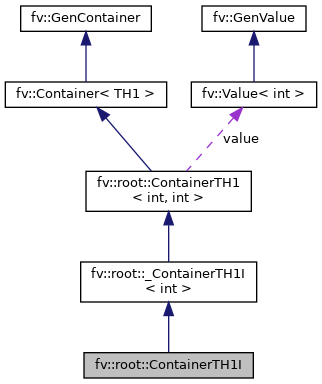 fv::GenContainer
fv::GenValue
fv::Container< TH1 >
fv::Value< int >
value
fv::root::ContainerTH1
< int, int >
fv::root::_ContainerTH1I
< int >
fv::root::ContainerTH1I